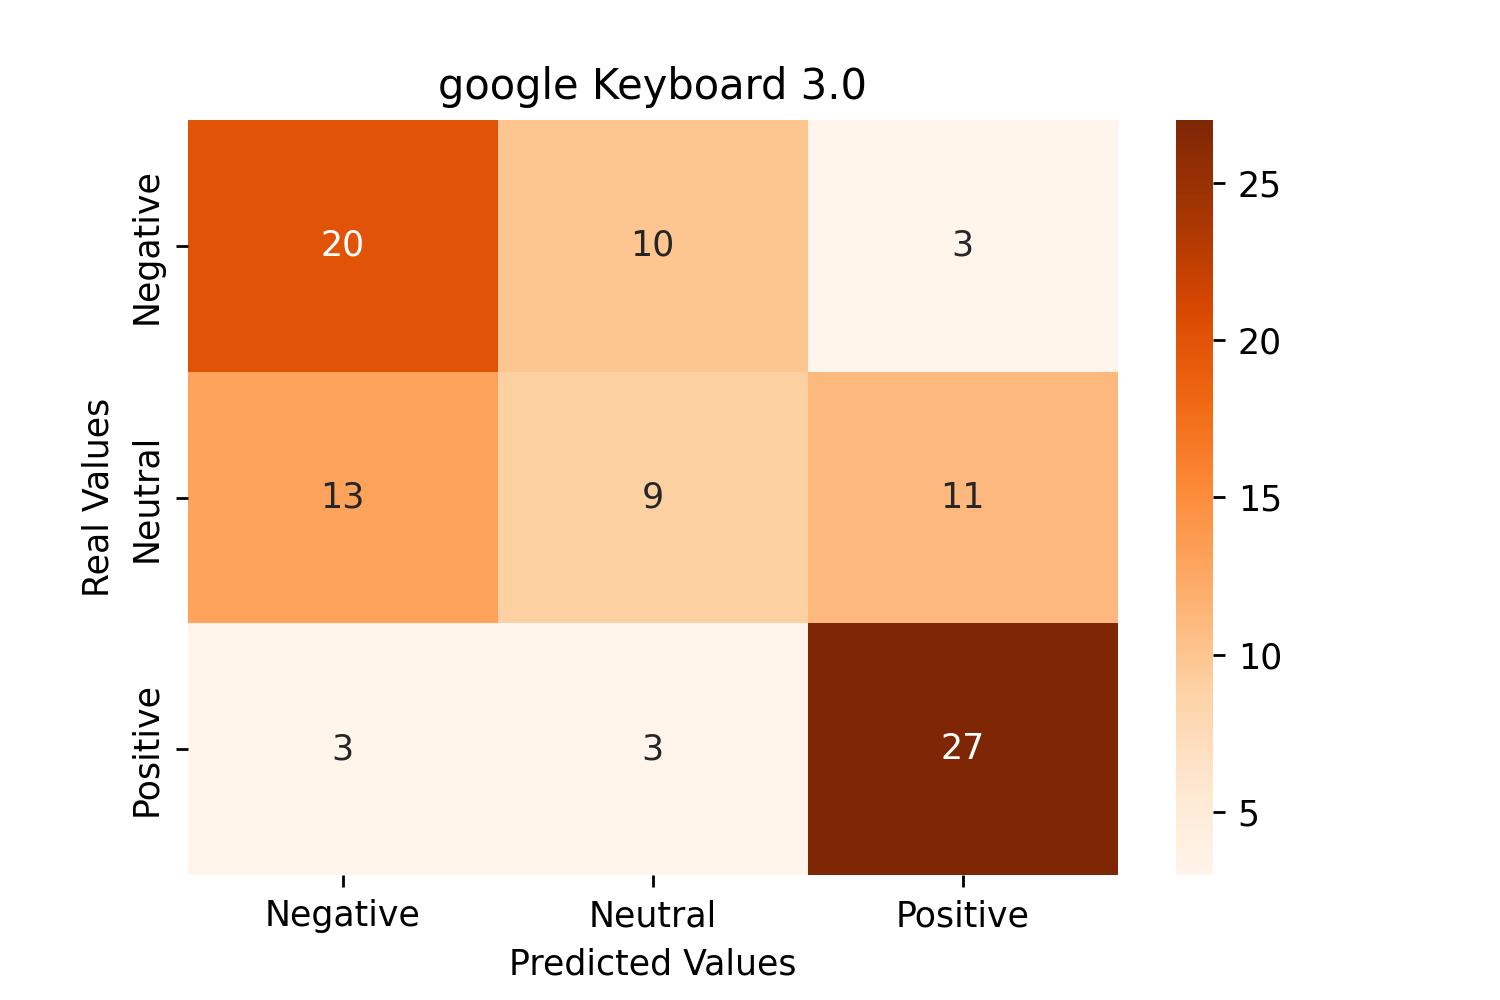 google Keyboard 3.0
Real Values
Negative
20 10 3
Neutral
13 9 11
Positive
3 3 27
Negative Neutral Positive
Predicted Values
25
20
15
10
5